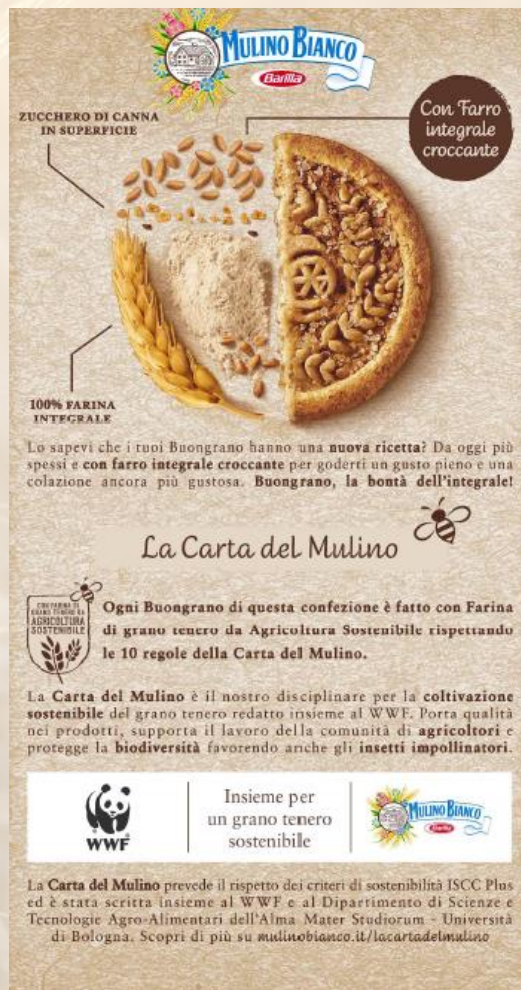 MULINO BIANCO
Barilla
ZUCCHERO DI CANNA
IN SUPERFICIE
Con Farro
integrale
croccante
100% FARINA
INTEGRALE
Lo sapevi che i tuoi Buongrano hanno una nuova ricetta? Da oggi più
spessi e con farro integrale croccante per goderti un gusto pieno e una
colazione ancora più gustosa. Buongrano, la bontà dell'integrale!
La Carta del Mulino
CON FARINA DI
GRANO TENERO DA
AGRICOLTURA
SOSTENIBILE
Ogni Buongrano di questa confezione è fatto con Farina
di grano tenero da Agricoltura Sostenibile rispettando
le 10 regole della Carta del Mulino.
La Carta del Mulino è il nostro disciplinare per la coltivazione
sostenibile del grano tenero redatto insieme al WWF. Porta qualità
nei prodotti, supporta il lavoro della comunità di agricoltori e
protegge la biodiversità favorendo anche gli insetti impollinatori.
WWF
Insieme per
un grano tenero
sostenibile
MULINO BIANCO
Barilla
La Carta del Mulino prevede il rispetto dei criteri di sostenibilità ISCC Plus
ed è stata scritta insieme al WWF e al Dipartimento di Scienze e
Tecnologie Agro-Alimentari dell'Alma Mater Studiorum - Università
di Bologna. Scopri di più su mulinobianco.it/lacartadelmulino